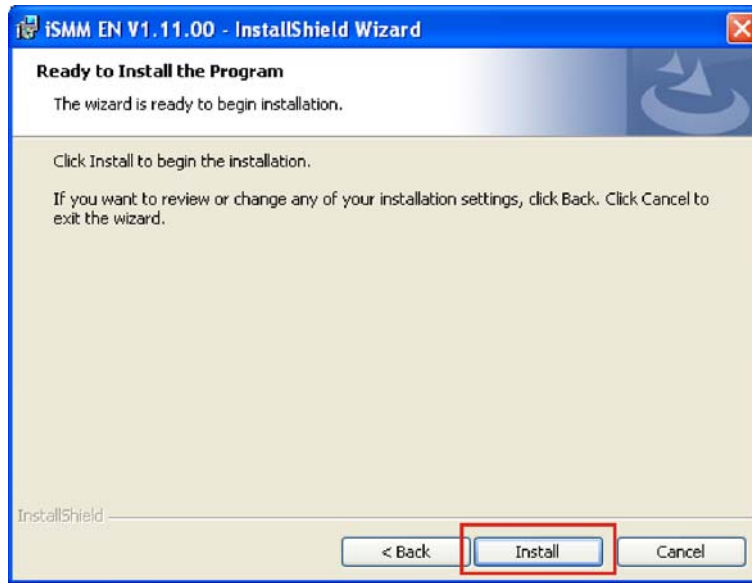 iSMM EN V1.11.00 - InstallShield Wizard
Ready to Install the Program
The wizard is ready to begin installation.
Click Install to begin the installation.
If you want to review or change any of your installation settings, click Back. Click Cancel to
exit the wizard.
InstallShield
< Back Install Cancel